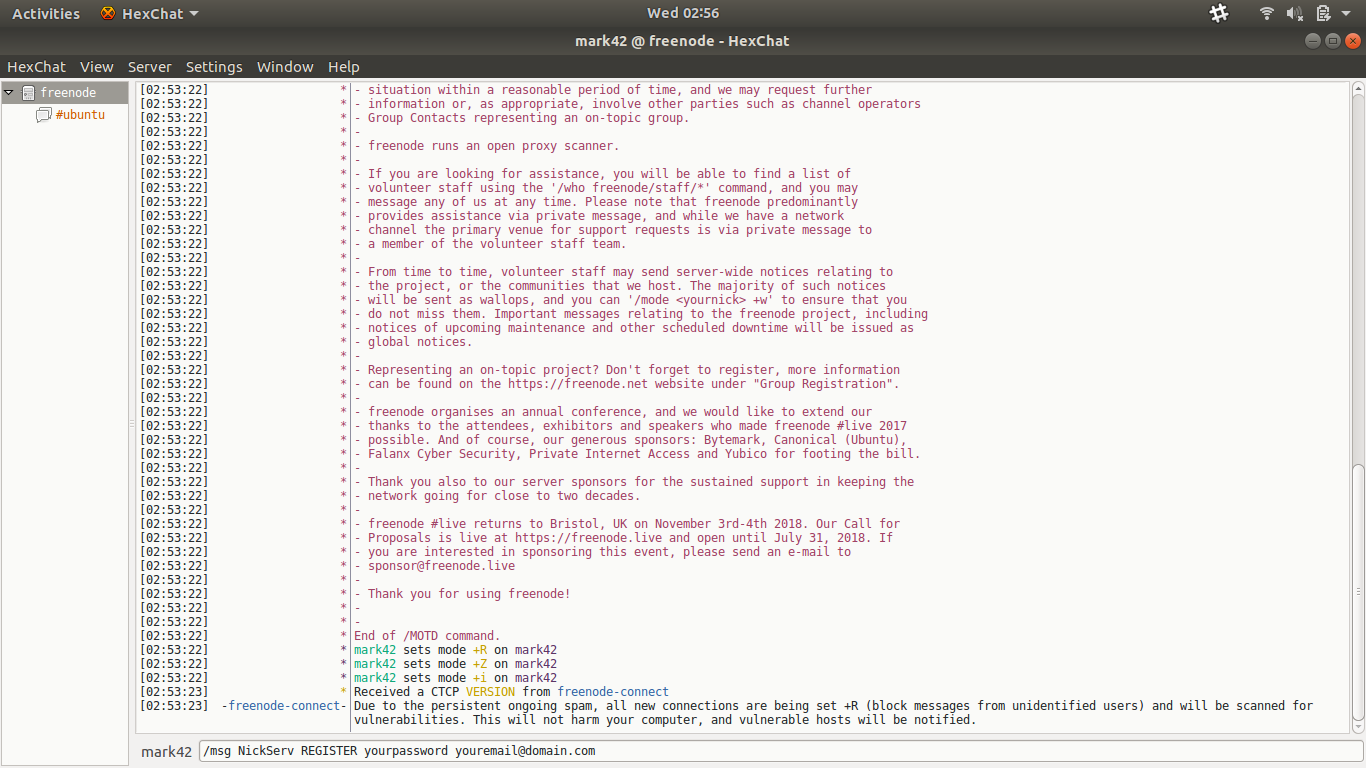 Activities HexChat Wed 02:56
mark42 @ freenode - HexChat
HexChat View Server Settings Window Help
freenode
#ubuntu
[02:53:22] * - situation within a reasonable period of time, and we may request further
[02:53:22] * - information or, as appropriate, involve other parties such as channel operators
[02:53:22] * - Group Contacts representing an on-topic group.
[02:53:22] * -
[02:53:22] * - freenode runs an open proxy scanner.
[02:53:22] * -
[02:53:22] * - If you are looking for assistance, you will be able to find a list of
[02:53:22] * - volunteer staff using the '/who freenode/staff/*' command, and you may
[02:53:22] * - message any of us at any time. Please note that freenode predominantly
[02:53:22] * - provides assistance via private message, and while we have a network
[02:53:22] * - channel the primary venue for support requests is via private message to
[02:53:22] * - a member of the volunteer staff team.
[02:53:22] * -
[02:53:22] * - From time to time, volunteer staff may send server-wide notices relating to
[02:53:22] * - the project, or the communities that we host. The majority of such notices
[02:53:22] * - will be sent as wallops, and you can '/mode <yournick> +w' to ensure that you
[02:53:22] * - do not miss them. Important messages relating to the freenode project, including
[02:53:22] * - notices of upcoming maintenance and other scheduled downtime will be issued as
[02:53:22] * - global notices.
[02:53:22] * -
[02:53:22] * - Representing an on-topic project? Don't forget to register, more information
[02:53:22] * - can be found on the https://freenode.net website under "Group Registration".
[02:53:22] * -
[02:53:22] * - freenode organises an annual conference, and we would like to extend our
[02:53:22] * - thanks to the attendees, exhibitors and speakers who made freenode #live 2017
[02:53:22] * - possible. And of course, our generous sponsors: Bytemark, Canonical (Ubuntu),
[02:53:22] * - Falanx Cyber Security, Private Internet Access and Yubico for footing the bill.
[02:53:22] * -
[02:53:22] * - Thank you also to our server sponsors for the sustained support in keeping the
[02:53:22] * - network going for close to two decades.
[02:53:22] * -
[02:53:22] * - freenode #live returns to Bristol, UK on November 3rd-4th 2018. Our Call for
[02:53:22] * - Proposals is live at https://freenode.live and open until July 31, 2018. If
[02:53:22] * - you are interested in sponsoring this event, please send an e-mail to
[02:53:22] * - sponsor@freenode.live
[02:53:22] * -
[02:53:22] * - Thank you for using freenode!
[02:53:22] * -
[02:53:22] * -
[02:53:22] * End of /MOTD command.
[02:53:22] * mark42 sets mode +R on mark42
[02:53:22] * mark42 sets mode +Z on mark42
[02:53:22] * mark42 sets mode +i on mark42
[02:53:23] * Received a CTCP VERSION from freenode-connect
[02:53:23] -freenode-connect- Due to the persistent ongoing spam, all new connections are being set +R (block messages from unidentified users) and will be scanned for
vulnerabilities. This will not harm your computer, and vulnerable hosts will be notified.
mark42 /msg NickServ REGISTER yourpassword youremail@domain.com